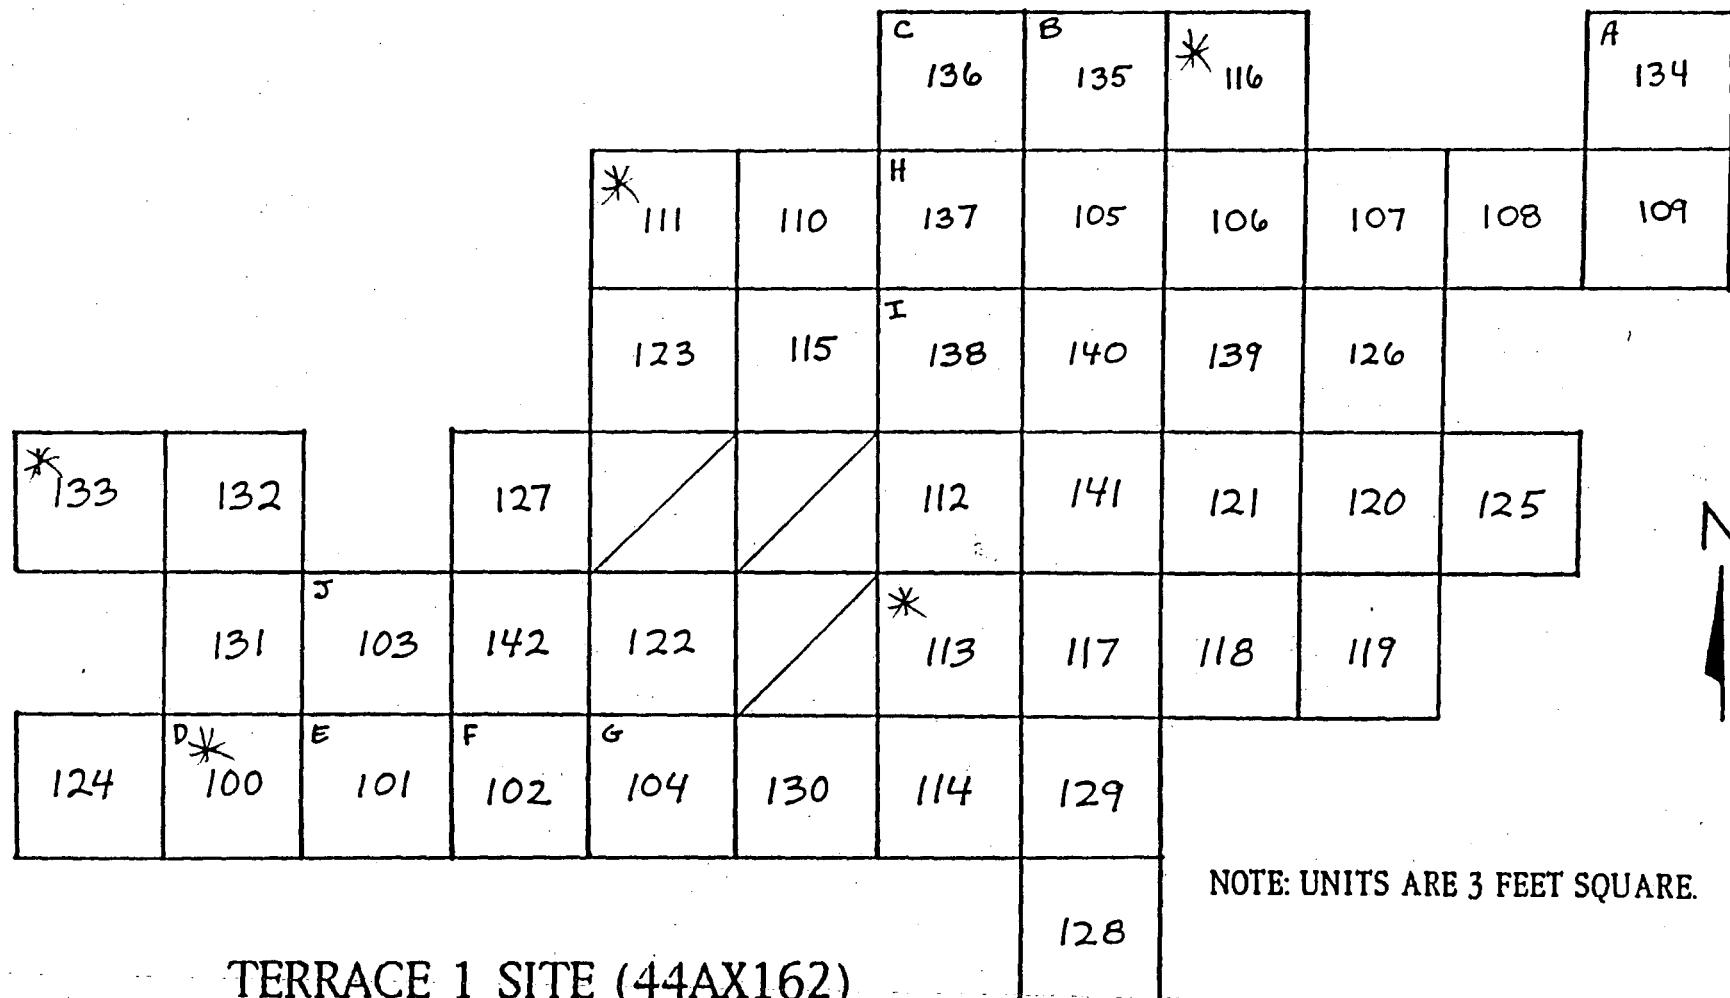 C B * A
136 135 116 134
* H
111 110 137 105 106 107 108 109
I
123 115 138 140 139 126
*
133 132 127 112 141 121 120 125
N
J *
131 103 142 122 113 117 118 119
D * E F G
124 100 101 102 104 130 114 129
NOTE: UNITS ARE 3 FEET SQUARE.
128
TERRACE 1 SITE (44AX162)